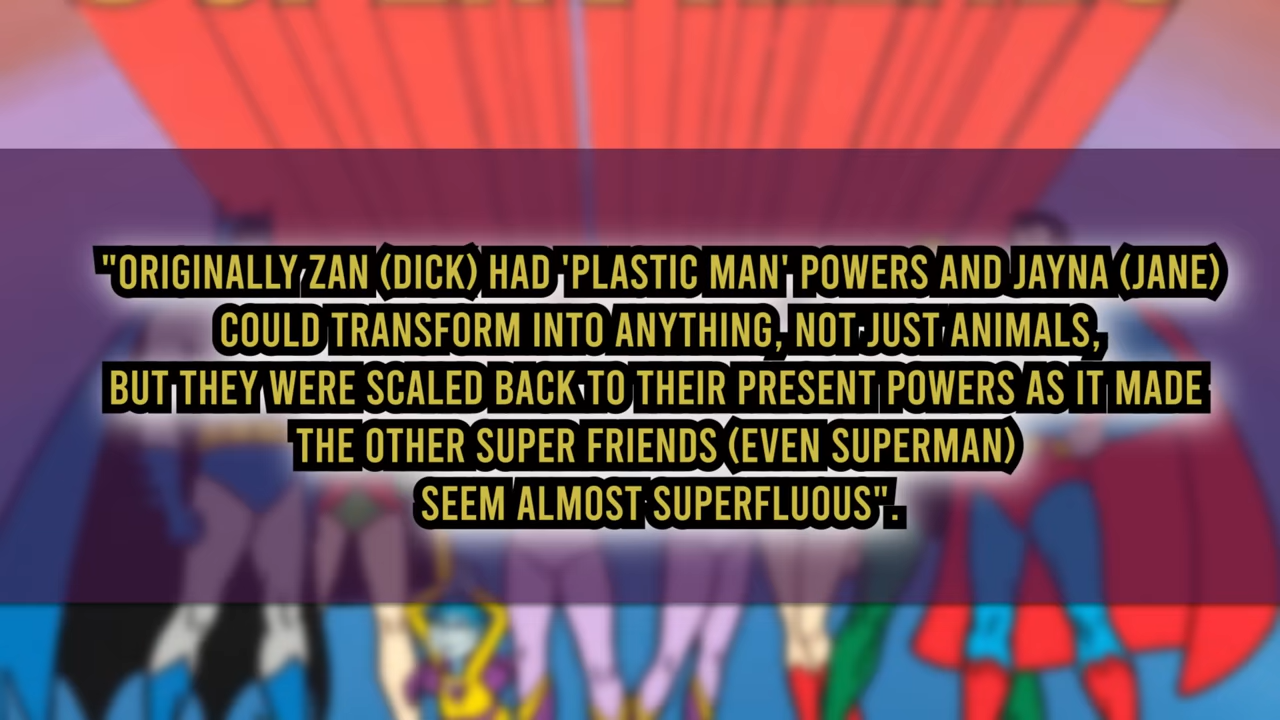 "ORIGINALLY ZAN (DICK) HAD 'PLASTIC MAN' POWERS AND JAYNA (JANE)
COULD TRANSFORM INTO ANYTHING, NOT JUST ANIMALS,
BUT THEY WERE SCALED BACK TO THEIR PRESENT POWERS AS IT MADE
THE OTHER SUPER FRIENDS (EVEN SUPERMAN)
SEEM ALMOST SUPERFLUOUS".